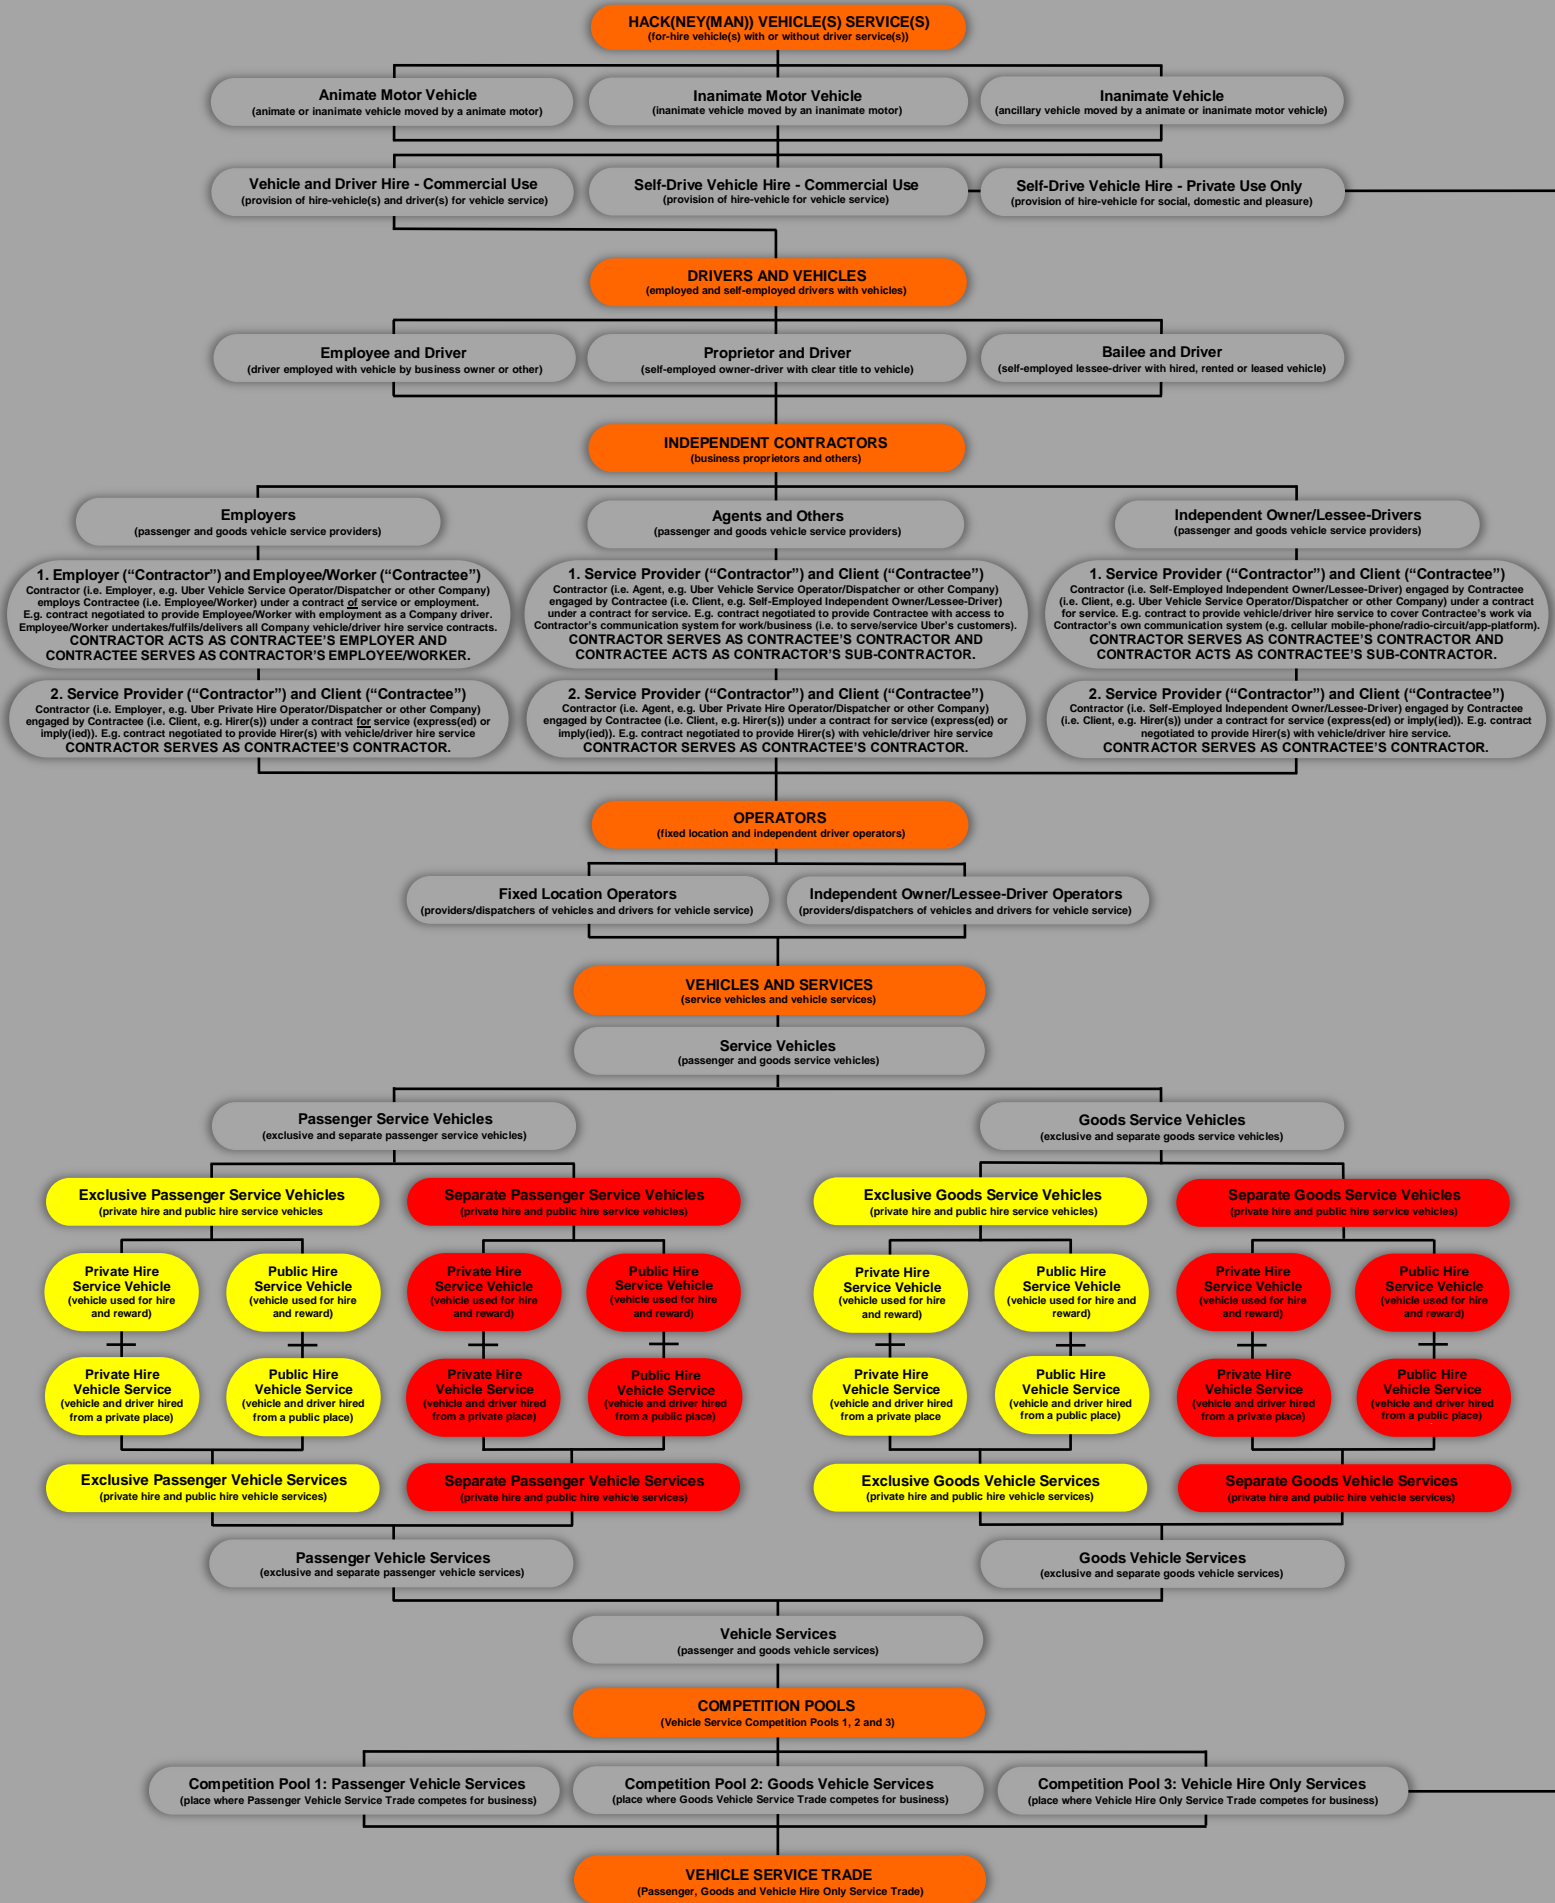 HACK(NEY(MAN)) VEHICLE(S) SERVICE(S)
(for-hire vehicle(s) with or without driver service(s))
Animate Motor Vehicle
(animate or inanimate vehicle moved by a animate motor)
Inanimate Motor Vehicle
(inanimate vehicle moved by an inanimate motor)
Inanimate Vehicle
(ancillary vehicle moved by a animate or inanimate motor vehicle)
Vehicle and Driver Hire - Commercial Use
(provision of hire-vehicle(s) and driver(s) for vehicle service)
Self-Drive Vehicle Hire - Commercial Use
(provision of hire-vehicle for vehicle service)
Self-Drive Vehicle Hire - Private Use Only
(provision of hire-vehicle for social, domestic and pleasure)
DRIVERS AND VEHICLES
(employed and self-employed drivers with vehicles)
Employee and Driver
(driver employed with vehicle by business owner or other)
Proprietor and Driver
(self-employed owner-driver with clear title to vehicle)
Bailee and Driver
(self-employed lessee-driver with hired, rented or leased vehicle)
INDEPENDENT CONTRACTORS
(business proprietors and others)
Employers
(passenger and goods vehicle service providers)
Agents and Others
(passenger and goods vehicle service providers)
Independent Owner/Lessee-Drivers
(passenger and goods vehicle service providers)
1. Employer (“Contractor”) and Employee/Worker (“Contractee”)
Contractor (i.e. Employer, e.g. Uber Vehicle Service Operator/Dispatcher or other Company)
employs Contractee (i.e. Employee/Worker) under a contract of service or employment.
E.g. contract negotiated to provide Employee/Worker with employment as a Company driver.
Employee/Worker undertakes/fulfils/delivers all Company vehicle/driver hire service contracts.
CONTRACTOR ACTS AS CONTRACTEE’S EMPLOYER AND
CONTRACTEE SERVES AS CONTRACTOR’S EMPLOYEE/WORKER.
1. Service Provider (“Contractor”) and Client (“Contractee”)
Contractor (i.e. Agent, e.g. Uber Vehicle Service Operator/Dispatcher or other Company)
engaged by Contractee (i.e. Client, e.g. Self-Employed Independent Owner/Lessee-Driver)
under a contract for service. E.g. contract negotiated to provide Contractee with access to
Contractor’s communication system for work/business (i.e. to serve/service Uber’s customers).
CONTRACTOR SERVES AS CONTRACTEE’S CONTRACTOR AND
CONTRACTEE ACTS AS CONTRACTOR’S SUB-CONTRACTOR.
1. Service Provider (“Contractor”) and Client (“Contractee”)
Contractor (i.e. Self-Employed Independent Owner/Lessee-Driver) engaged by Contractee
(i.e. Client, e.g. Uber Vehicle Service Operator/Dispatcher or other Company) under a contract
for service. E.g. contract to provide vehicle/driver hire service to cover Contractee’s work via
Contractor’s own communication system (e.g. cellular mobile-phone/radio-circuit/app-platform).
CONTRACTOR SERVES AS CONTRACTEE’S CONTRACTOR AND
CONTRACTOR ACTS AS CONTRACTEE’S SUB-CONTRACTOR.
2. Service Provider (“Contractor”) and Client (“Contractee”)
Contractor (i.e. Employer, e.g. Uber Private Hire Operator/Dispatcher or other Company)
engaged by Contractee (i.e. Client, e.g. Hirer(s)) under a contract for service (express(ed) or
imply(ied)). E.g. contract negotiated to provide Hirer(s) with vehicle/driver hire service
CONTRACTOR SERVES AS CONTRACTEE’S CONTRACTOR.
2. Service Provider (“Contractor”) and Client (“Contractee”)
Contractor (i.e. Agent, e.g. Uber Private Hire Operator/Dispatcher or other Company)
engaged by Contractee (i.e. Client, e.g. Hirer(s)) under a contract for service (express(ed) or
imply(ied)). E.g. contract negotiated to provide Hirer(s) with vehicle/driver hire service
CONTRACTOR SERVES AS CONTRACTEE’S CONTRACTOR.
2. Service Provider (“Contractor”) and Client (“Contractee”)
Contractor (i.e. Self-Employed Independent Owner/Lessee-Driver) engaged by Contractee
(i.e. Client, e.g. Hirer(s)) under a contract for service (express(ed) or imply(ied)). E.g. contract
negotiated to provide Hirer(s) with vehicle/driver hire service.
CONTRACTOR SERVES AS CONTRACTEE’S CONTRACTOR.
OPERATORS
(fixed location and independent driver operators)
Fixed Location Operators
(providers/dispatchers of vehicles and drivers for vehicle service)
Independent Owner/Lessee-Driver Operators
(providers/dispatchers of vehicles and drivers for vehicle service)
VEHICLES AND SERVICES
(service vehicles and vehicle services)
Service Vehicles
(passenger and goods service vehicles)
Passenger Service Vehicles
(exclusive and separate passenger service vehicles)
Goods Service Vehicles
(exclusive and separate goods service vehicles)
Exclusive Passenger Service Vehicles
(private hire and public hire service vehicles
Separate Passenger Service Vehicles
(private hire and public hire service vehicles)
Exclusive Goods Service Vehicles
(private hire and public hire service vehicles)
Separate Goods Service Vehicles
(private hire and public hire service vehicles)
Private Hire
Service Vehicle
(vehicle used for hire
and reward)
Public Hire
Service Vehicle
(vehicle used for hire
and reward)
Private Hire
Service Vehicle
(vehicle used for hire
and reward)
Public Hire
Service Vehicle
(vehicle used for hire
and reward)
Private Hire
Service Vehicle
(vehicle used for hire
and reward)
Public Hire
Service Vehicle
(vehicle used for hire and
reward)
Private Hire
Service Vehicle
(vehicle used for hire
and reward)
Public Hire
Service Vehicle
(vehicle used for hire
and reward)
Private Hire
Vehicle Service
(vehicle and driver hired
from a private place)
Public Hire
Vehicle Service
(vehicle and driver hired
from a public place)
Private Hire
Vehicle Service
(vehicle and driver hired
from a private place)
Public Hire
Vehicle Service
(vehicle and driver hired
from a public place)
Private Hire
Vehicle Service
(vehicle and driver hired
from a private place
Public Hire
Vehicle Service
(vehicle and driver hired
from a public place)
Private Hire
Vehicle Service
(vehicle and driver hired
from a private place)
Public Hire
Vehicle Service
(vehicle and driver hired
from a public place)
Exclusive Passenger Vehicle Services
(private hire and public hire vehicle services)
Separate Passenger Vehicle Services
(private hire and public hire vehicle services)
Exclusive Goods Vehicle Services
(private hire and public hire vehicle services)
Separate Goods Vehicle Services
(private hire and public hire vehicle services)
Passenger Vehicle Services
(exclusive and separate passenger vehicle services)
Goods Vehicle Services
(exclusive and separate goods vehicle services)
Vehicle Services
(passenger and goods vehicle services)
COMPETITION POOLS
(Vehicle Service Competition Pools 1, 2 and 3)
Competition Pool 1: Passenger Vehicle Services
(place where Passenger Vehicle Service Trade competes for business)
Competition Pool 2: Goods Vehicle Services
(place where Goods Vehicle Service Trade competes for business)
Competition Pool 3: Vehicle Hire Only Services
(place where Vehicle Hire Only Service Trade competes for business)
VEHICLE SERVICE TRADE
(Passenger, Goods and Vehicle Hire Only Service Trade)